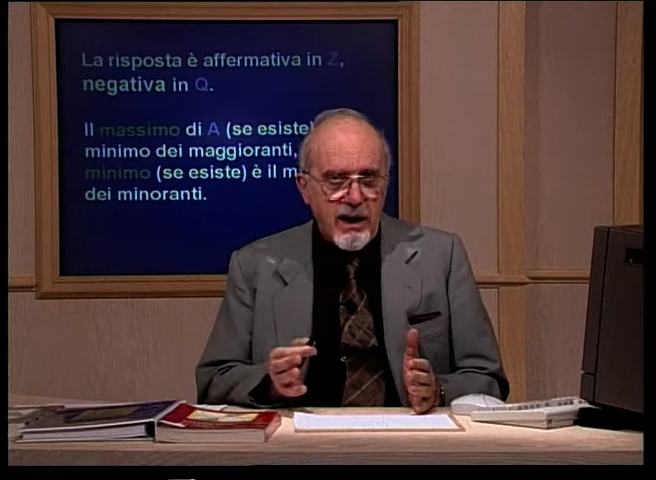 La risposta è affermativa in Z,
negativa in Q.
Il massimo di A (se esiste)
minimo dei maggioranti,
minimo (se esiste) è il m
dei minoranti.